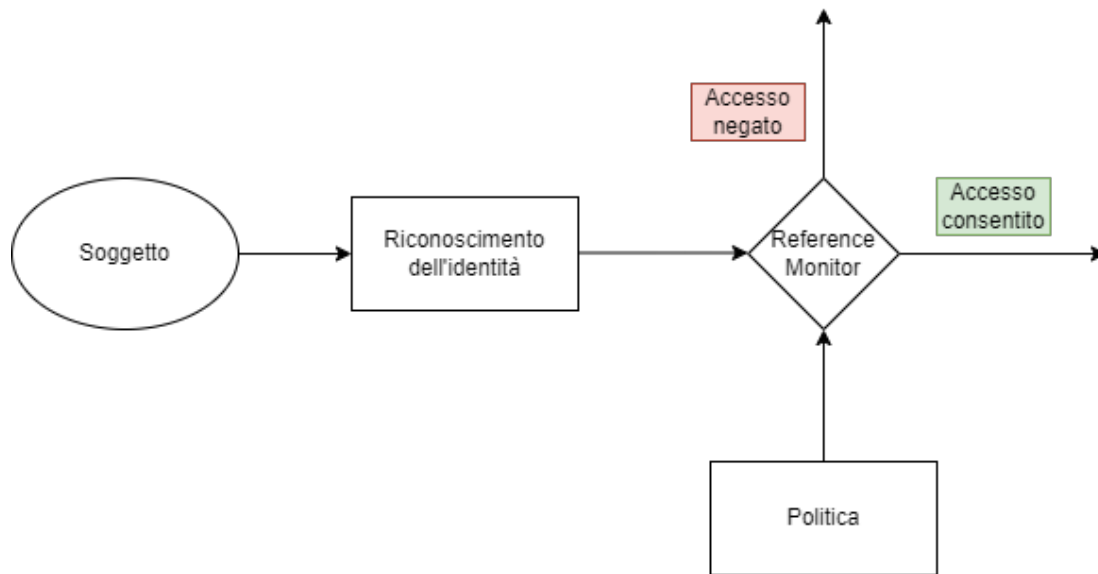 Accesso
negato
Accesso
consentito
Soggetto
Riconoscimento
dell'identità
Reference
Monitor
Politica